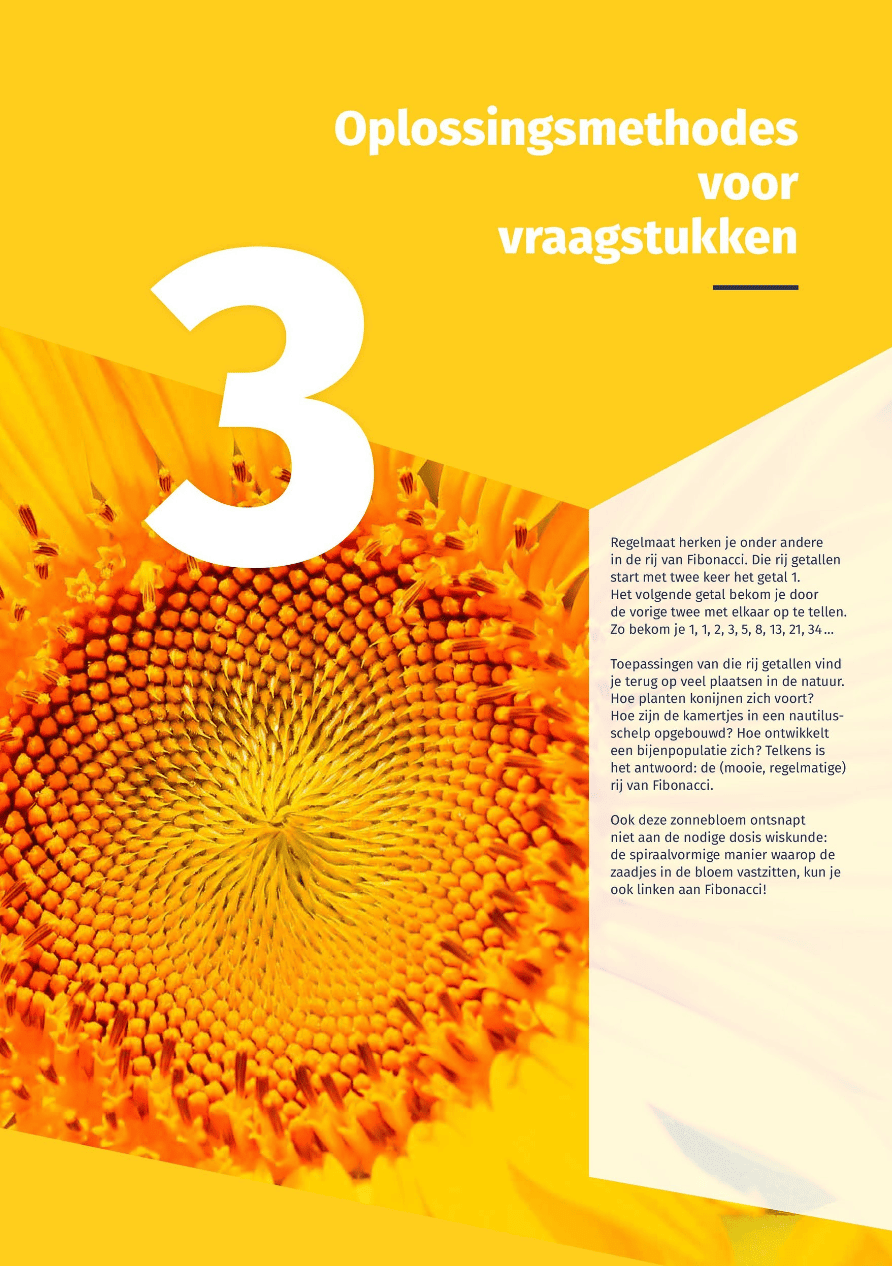 Oplossingsmethodes
voor
vraagstukken
3
Regelmaat herken je onder andere
in de rij van Fibonacci. Die rij getallen
start met twee keer het getal 1.
Het volgende getal bekom je door
de vorige twee met elkaar op te tellen.
Zo bekom je 1, 1, 2, 3, 5, 8, 13, 21, 34 ...
Toepassingen van die rij getallen vind
je terug op veel plaatsen in de natuur.
Hoe planten konijnen zich voort?
Hoe zijn de kamertjes in een nautilus-
schelp opgebouwd? Hoe ontwikkelt
een bijenpopulatie zich? Telkens is
het antwoord: de (mooie, regelmatige)
rij van Fibonacci.
Ook deze zonnebloem ontsnapt
niet aan de nodige dosis wiskunde:
de spiraalvormige manier waarop de
zaadjes in de bloem vastzitten, kun je
ook linken aan Fibonacci!